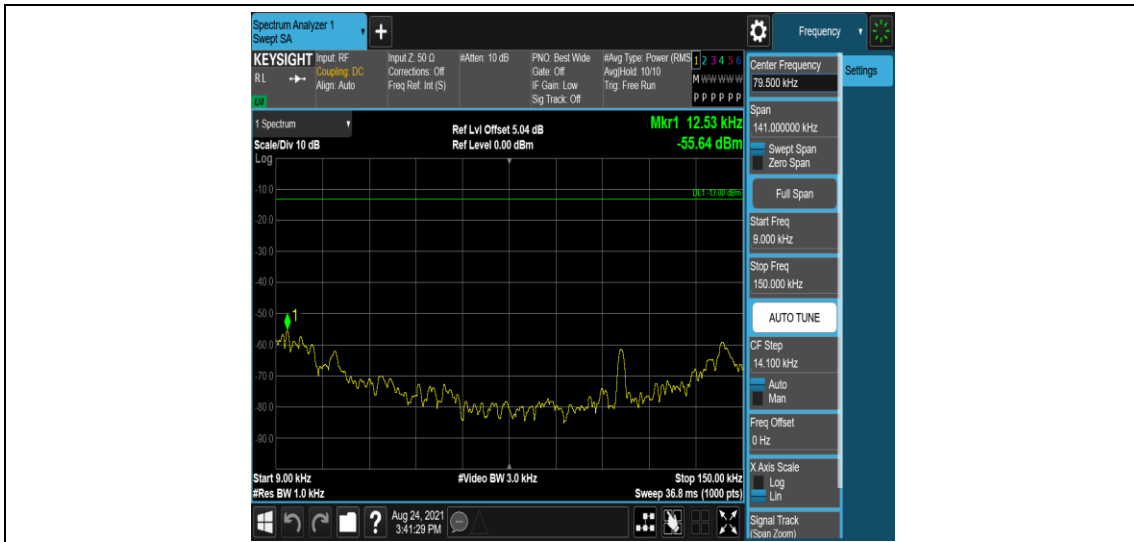 Spectrum Analyzer 1
Swept SA
+
Frequency
KEYSIGHT
RL
LXI
Input: RF
Coupling: DC
Align: Auto
Input Z: 50 Ω
Corrections: Off
Freq Ref: Int (S)
#Atten: 10 dB
PNO: Best Wide
Gate: Off
IF Gain: Low
Sig Track: Off
#Avg Type: Power (RMS
Avg|Hold: 10/10
Trig: Free Run
1 2 3 4 5 6
M W W W W W
P P P P P P
Center Frequency
79.500 kHz
Settings
1 Spectrum
Scale/Div 10 dB
Log
Ref Lvl Offset 5.04 dB
Ref Level 0.00 dBm
Mkr1 12.53 kHz
-55.64 dBm
Span
141.000000 kHz
Swept Span
Zero Span
Full Span
Start Freq
9.000 kHz
Stop Freq
150.000 kHz
AUTO TUNE
CF Step
14.100 kHz
Auto
Man
Freq Offset
0 Hz
X Axis Scale
Log
Lin
Signal Track
(Span Zoom)
DL1 -13.00 dBm
-10.0
-20.0
-30.0
-40.0
-50.0
1
-60.0
-70.0
-80.0
-90.0
Start 9.00 kHz
#Res BW 1.0 kHz
#Video BW 3.0 kHz
Stop 150.00 kHz
Sweep 36.8 ms (1000 pts)
?
Aug 24, 2021
3:41:29 PM